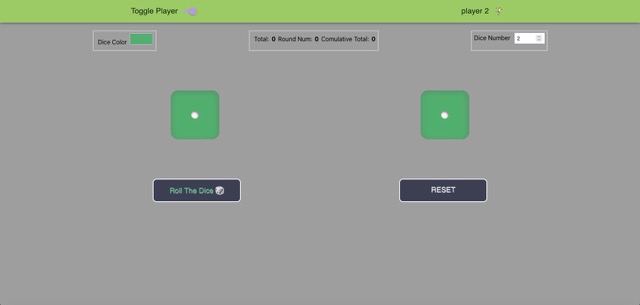 Toggle Player player 2
Dice Color Total: 0 Round Num: 0 Comulative Total: 0 Dice Number 2
Roll The Dice RESET